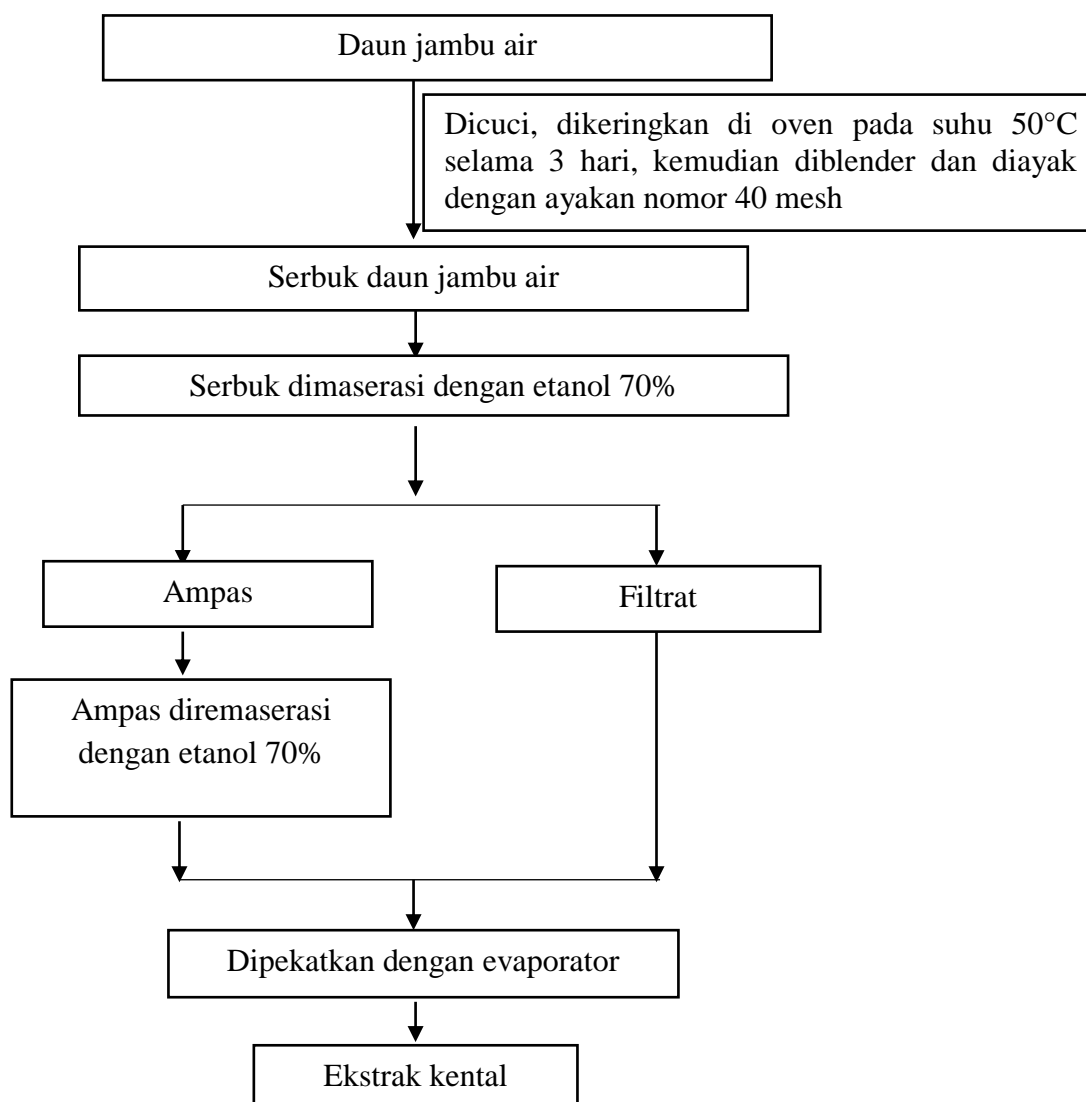 Daun jambu air
Dicuci, dikeringkan di oven pada suhu 50°C
selama 3 hari, kemudian diblender dan diayak
dengan ayakan nomor 40 mesh
Serbuk daun jambu air
Serbuk dimaserasi dengan etanol 70%
Ampas
Filtrat
Ampas diremaserasi
dengan etanol 70%
Dipekatkan dengan evaporator
Ekstrak kental